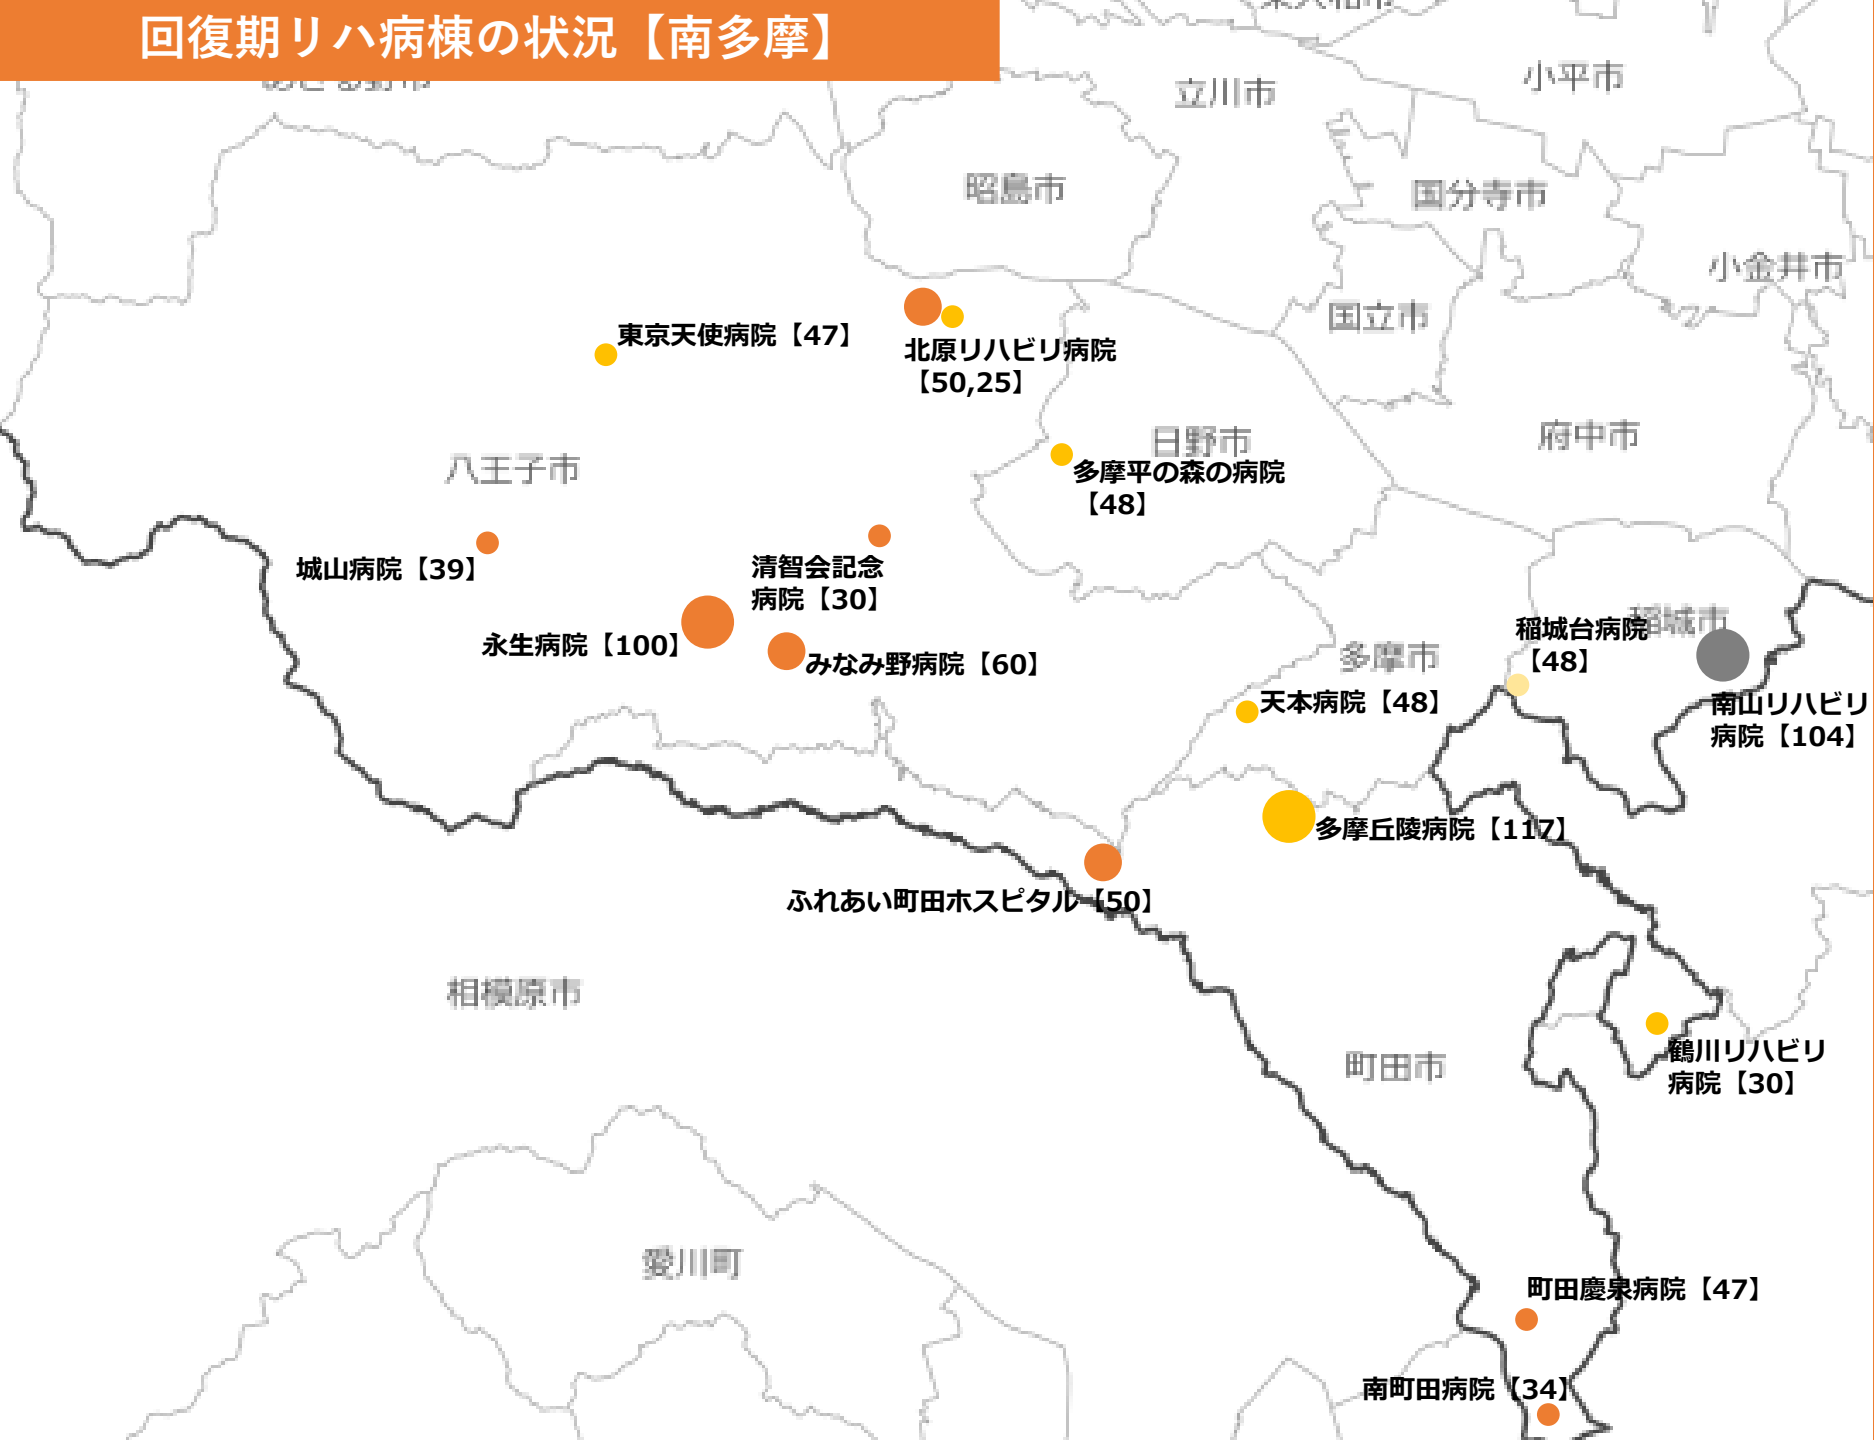 回復期リハ病棟の状況【南多摩】
立川市
小平市
昭島市
国分寺市
小金井市
国立市
東京天使病院【47】
北原リハビリ病院
【50,25】
府中市
日野市
八王子市
多摩平の森の病院
【48】
城山病院【39】
清智会記念
病院【30】
永生病院【100】
みなみ野病院【60】
稲城市
稲城台病院
【48】
多摩市
天本病院【48】
南山リハビリ
病院【104】
多摩丘陵病院【117】
ふれあい町田ホスピタル【50】
相模原市
町田市
鶴川リハビリ
病院【30】
愛川町
町田慶泉病院【47】
南町田病院【34】